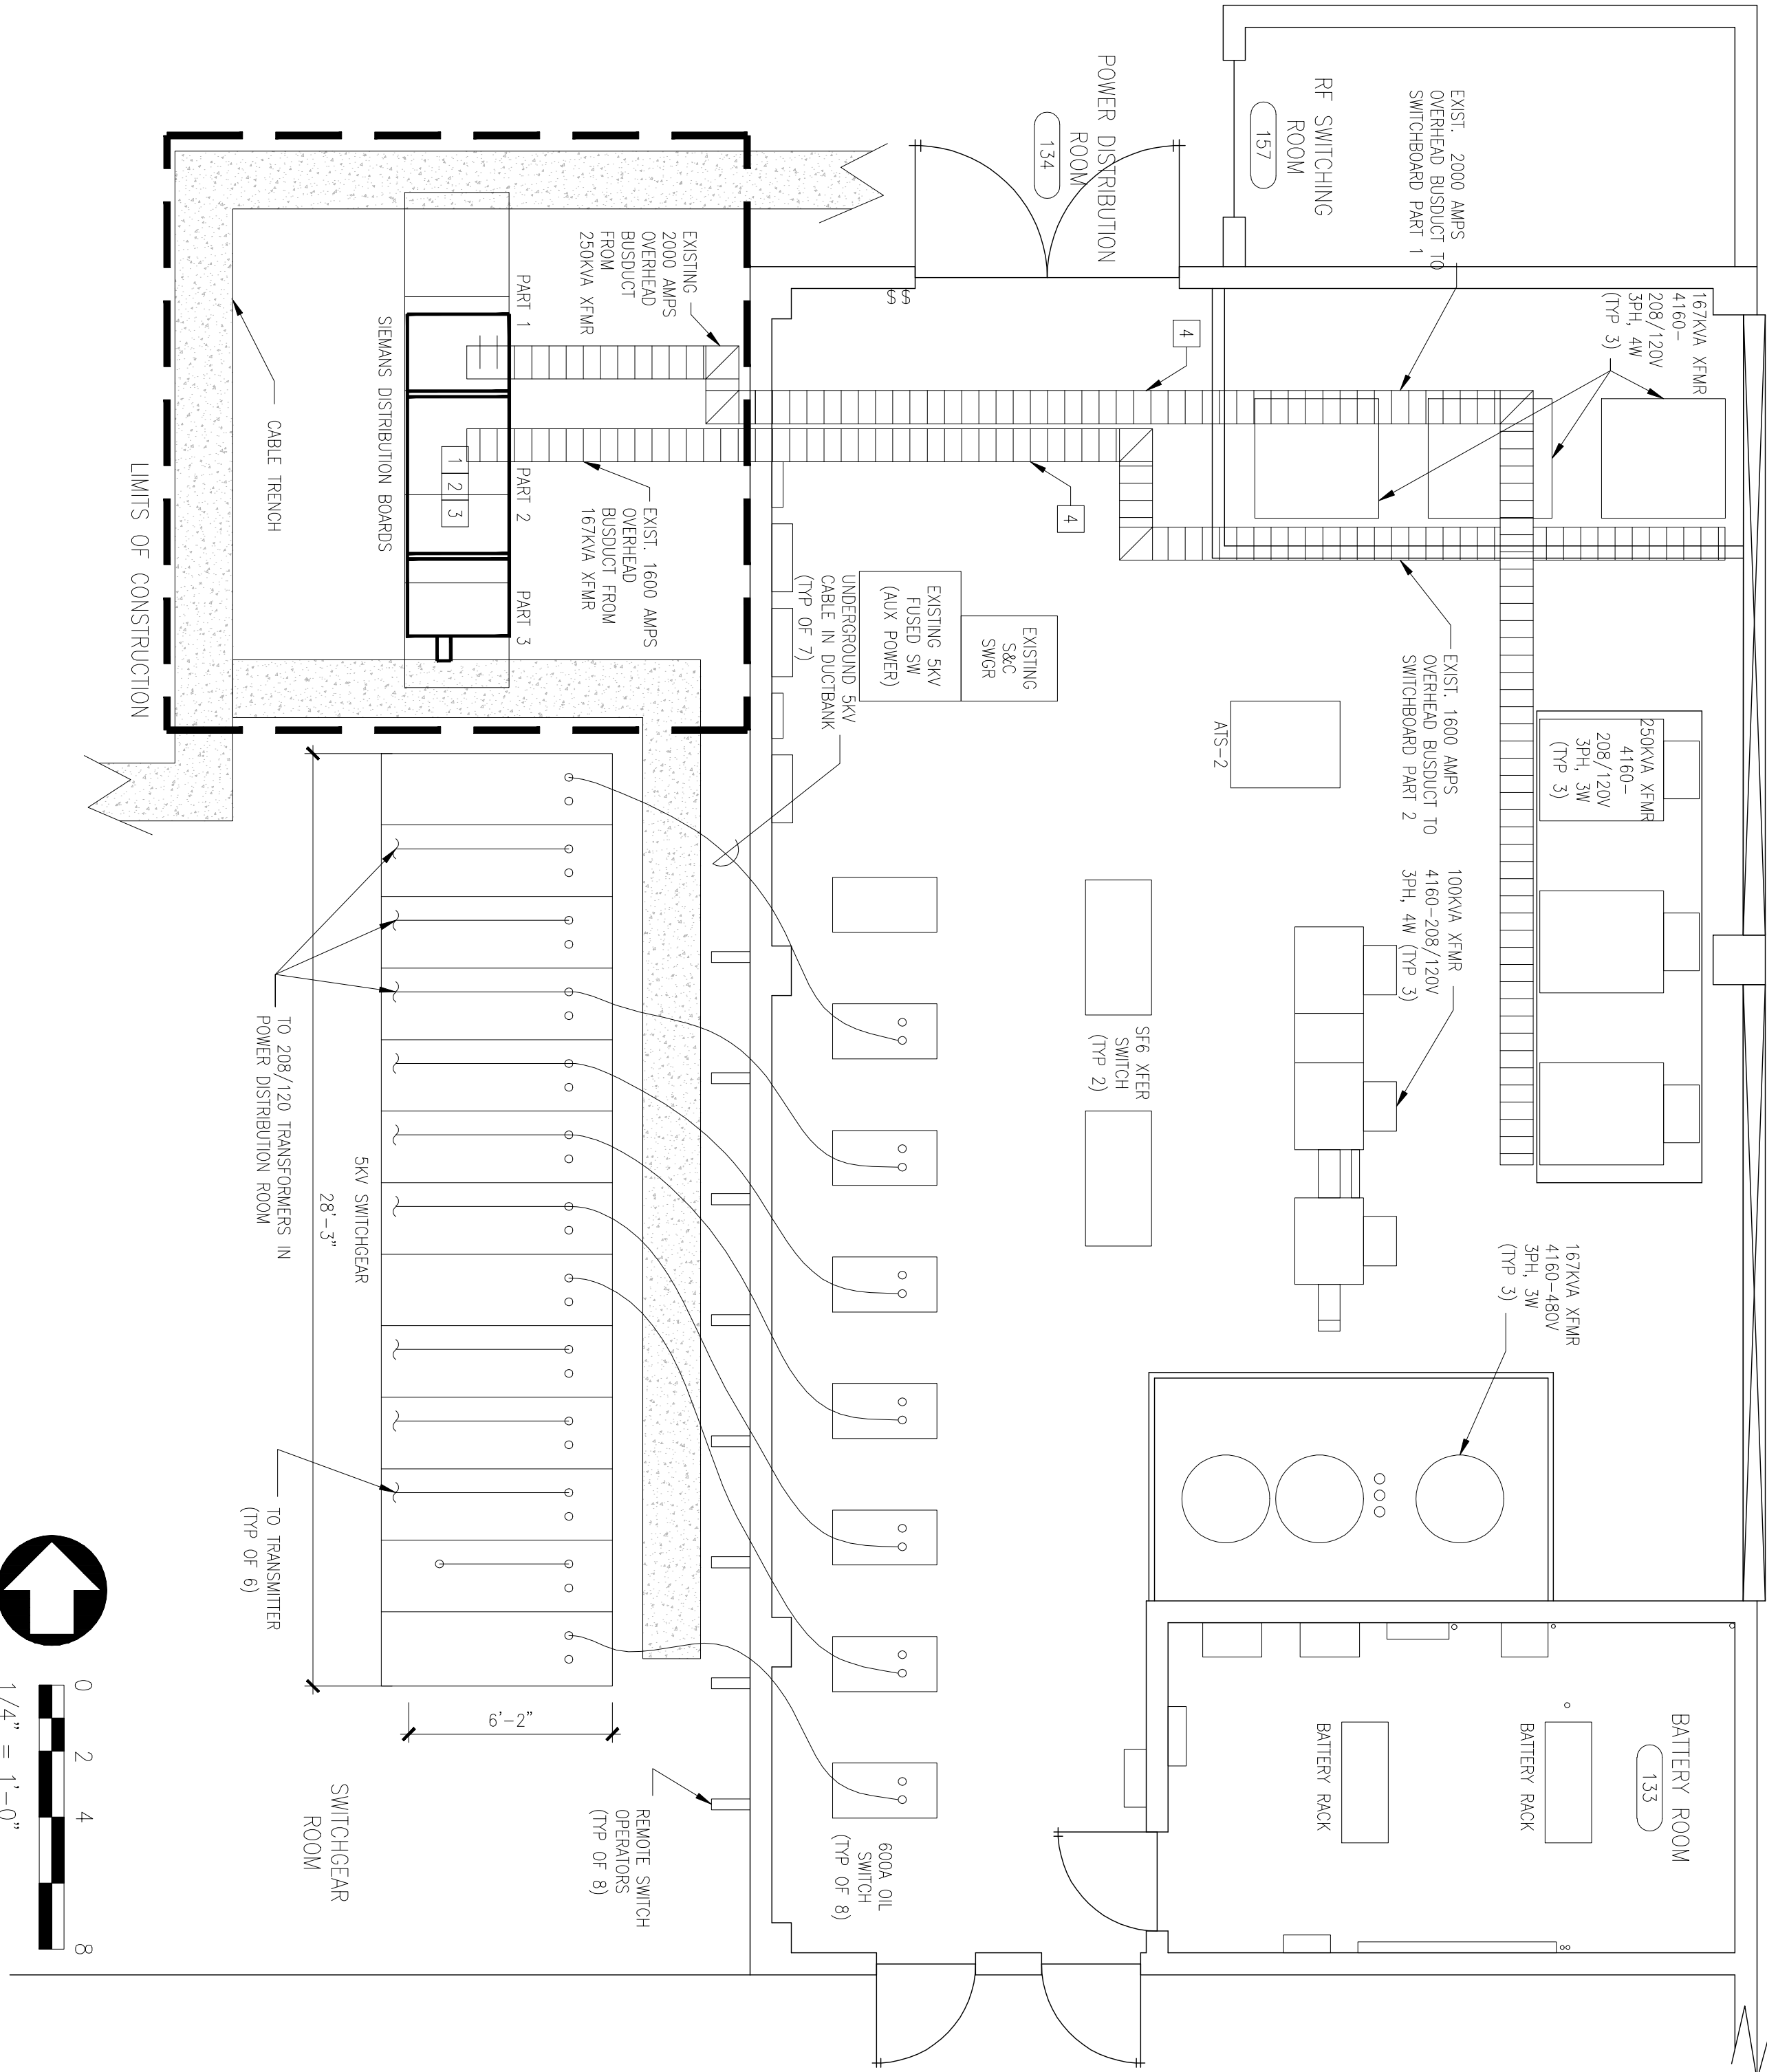 RF SWITCHING
ROOM
157
EXIST. 2000 AMPS
OVERHEAD BUSDUCT TO
SWITCHBOARD PART 1
POWER DISTRIBUTION
ROOM
134
167KVA XFMR
4160-
208/120V
3PH, 4W
(TYP 3)
4
4
$$
EXISTING
2000 AMPS
OVERHEAD
BUSDUCT
FROM
250KVA XFMR
PART 1
PART 2
PART 3
1
2
3
SIEMANS DISTRIBUTION BOARDS
CABLE TRENCH
LIMITS OF CONSTRUCTION
EXIST. 1600 AMPS
OVERHEAD
BUSDUCT FROM
167KVA XFMR
EXISTING
S&C
SWGR
EXISTING 5KV
FUSED SW
(AUX POWER)
UNDERGROUND 5KV
CABLE IN DUCTBANK
(TYP OF 7)
EXIST. 1600 AMPS
OVERHEAD BUSDUCT TO
SWITCHBOARD PART 2
ATS-2
250KVA XFMR
4160-
208/120V
3PH, 3W
(TYP 3)
100KVA XFMR
4160-208/120V
3PH, 4W (TYP 3)
SF6 XFER
SWITCH
(TYP 2)
167KVA XFMR
4160-480V
3PH, 3W
(TYP 3)
BATTERY ROOM
133
BATTERY RACK
BATTERY RACK
600A OIL
SWITCH
(TYP OF 8)
REMOTE SWITCH
OPERATORS
(TYP OF 8)
TO 208/120 TRANSFORMERS IN
POWER DISTRIBUTION ROOM
5KV SWITCHGEAR
28'-3"
6'-2"
TO TRANSMITTER
(TYP OF 6)
SWITCHGEAR
ROOM
0 2 4 8
1/4" = 1'-0"